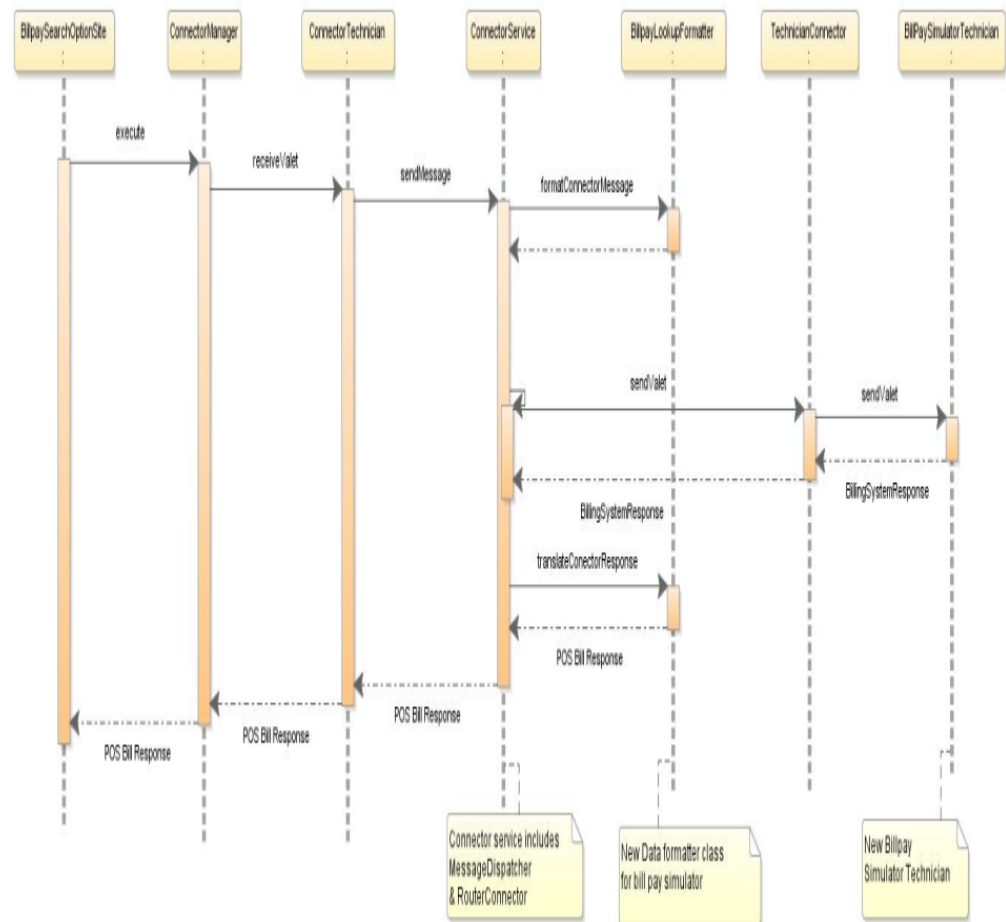 BillpaySearchOptionSite
ConnectorManager
ConnectorTechnician
ConnectorService
BillpayLookupFormatter
TechnicianConnector
BillPaySimulatorTechnician
execute
receiveValet
sendMessage
formatConnectorMessage
sendValet
sendValet
BillingSystemResponse
BillingSystemResponse
translateConectorResponse
POS Bill Response
POS Bill Response
POS Bill Response
POS Bill Response
Connector service includes
MessageDispatcher
& RouterConnector
New Data formatter class
for bill pay simulator
New Billpay
Simulator Technician